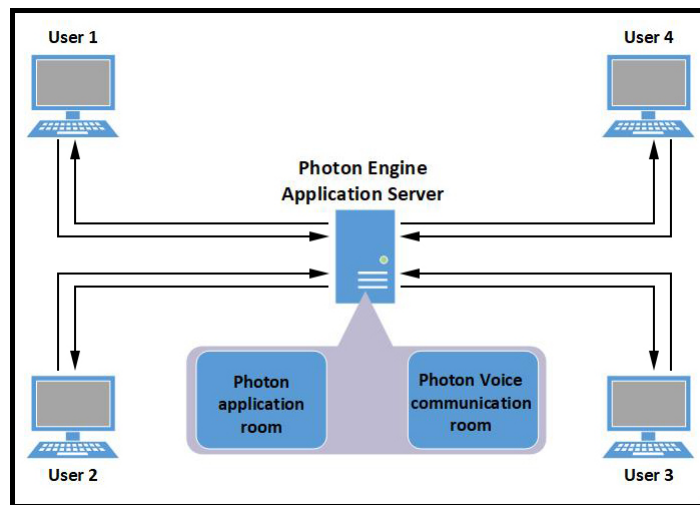 User 1
User 4
Photon Engine
Application Server
Photon
application
room
Photon Voice
communication
room
User 2
User 3